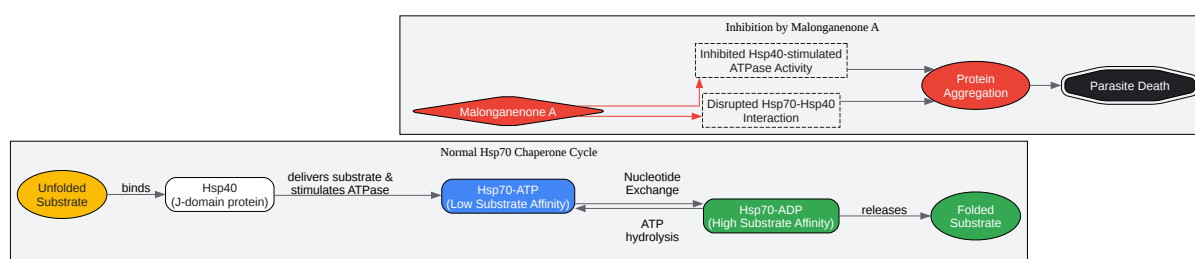 Inhibition by Malonganenone A
Inhibited Hsp40-stimulated
ATPase Activity
Protein
Aggregation
Parasite Death
Malonganenone A
Disrupted Hsp70-Hsp40
Interaction
Normal Hsp70 Chaperone Cycle
Unfolded
Substrate
binds
Hsp40
(J-domain protein)
delivers substrate &
stimulates ATPase
Hsp70-ATP
(Low Substrate Affinity)
Nucleotide
Exchange
ATP
hydrolysis
Hsp70-ADP
(High Substrate Affinity)
releases
Folded
Substrate